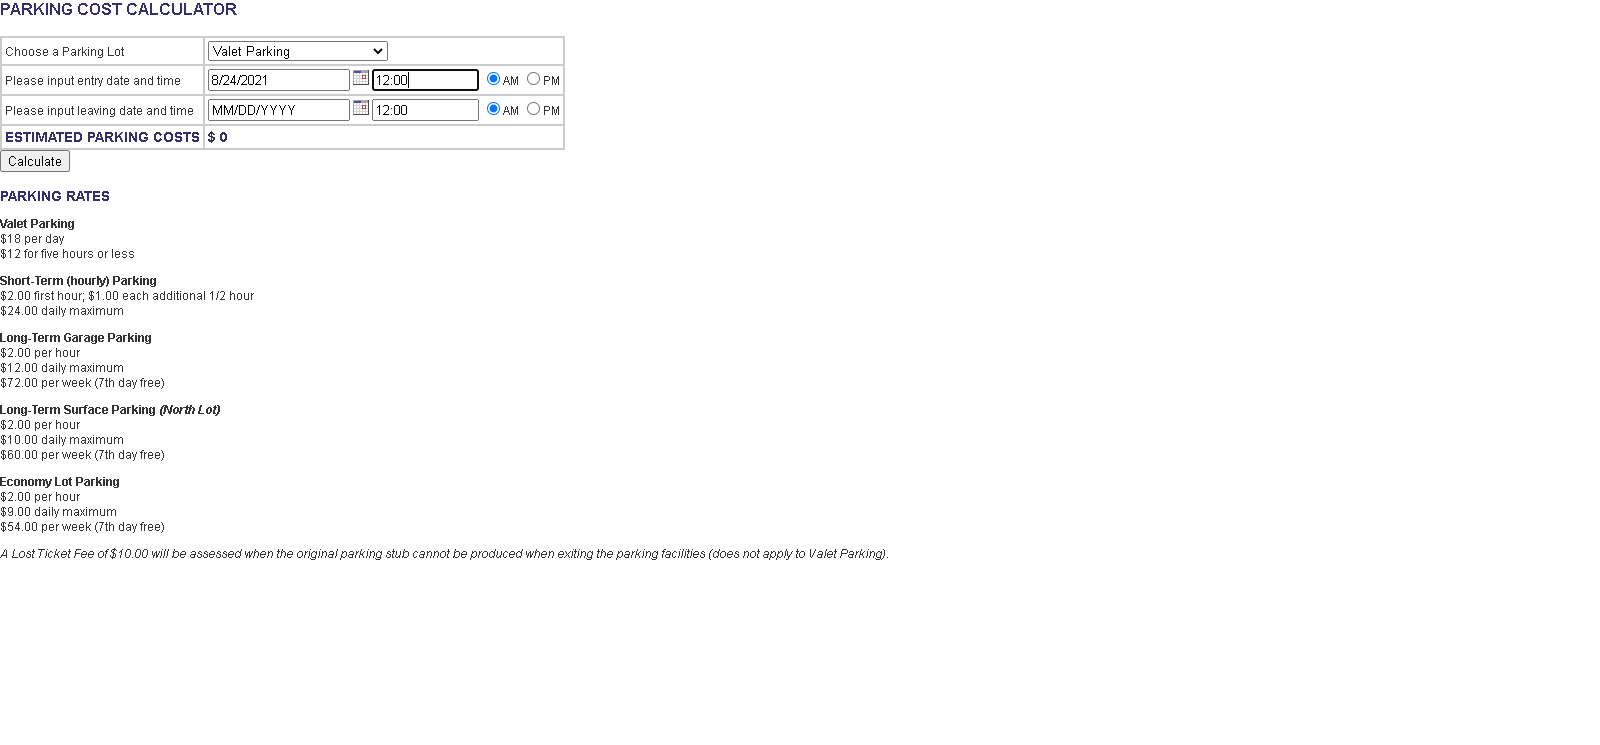 PARKING COST CALCULATOR
Choose a Parking Lot Valet Parking
Please input entry date and time 8/24/2021 12:00 AM PM
Please input leaving date and time MM/DD/YYYY 12:00 AM PM
ESTIMATED PARKING COSTS $ 0
Calculate
PARKING RATES
Valet Parking
$18 per day
$12 for five hours or less
Short-Term (hourly) Parking
$2.00 first hour; $1.00 each additional 1/2 hour
$24.00 daily maximum
Long-Term Garage Parking
$2.00 per hour
$12.00 daily maximum
$72.00 per week (7th day free)
Long-Term Surface Parking (North Lot)
$2.00 per hour
$10.00 daily maximum
$60.00 per week (7th day free)
Economy Lot Parking
$2.00 per hour
$9.00 daily maximum
$54.00 per week (7th day free)
A Lost Ticket Fee of $10.00 will be assessed when the original parking stub cannot be produced when exiting the parking facilities (does not apply to Valet Parking).